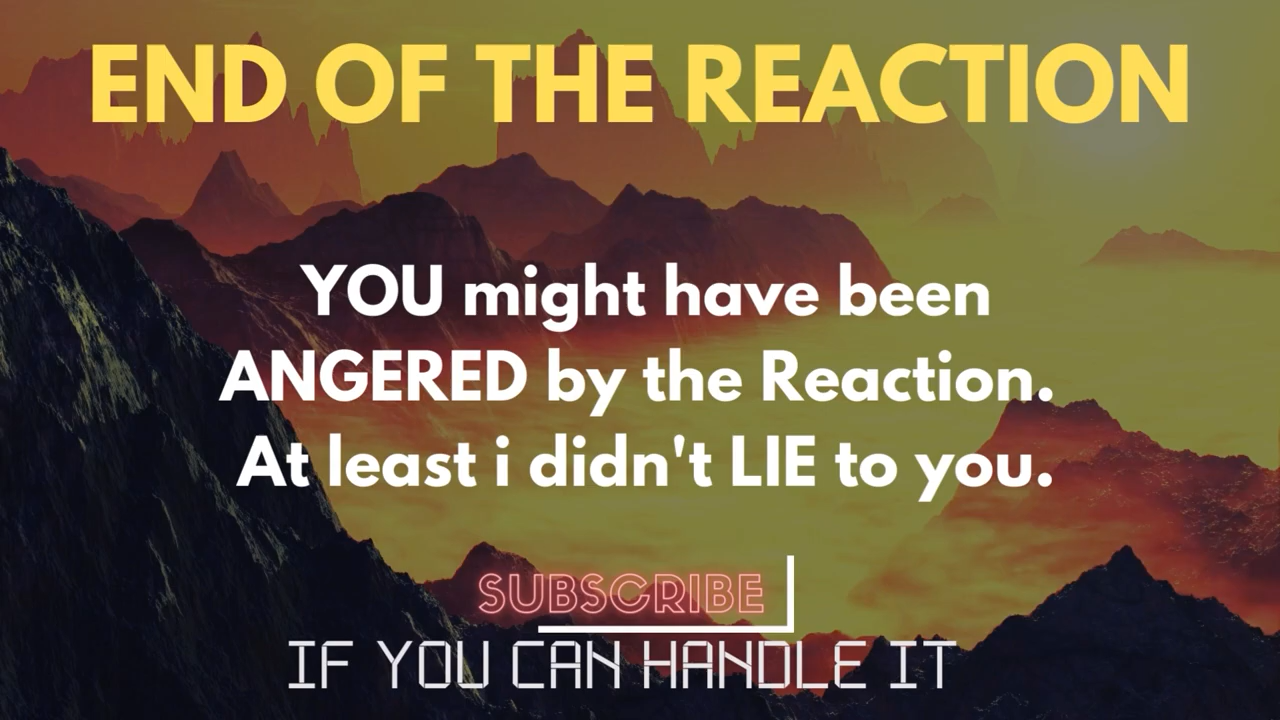 END OF THE REACTION
YOU might have been
ANGERED by the Reaction.
At least i didn't LIE to you.
SUBSCRIBE
IF YOU CAN HANDLE IT